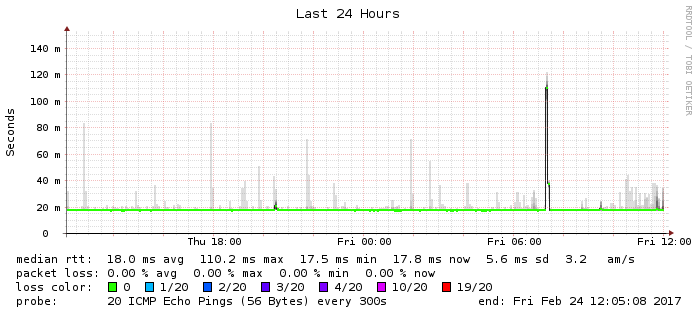 Last 24 Hours
RRDTOOL / TOBI OETIKER
Seconds
140 m
120 m
100 m
80 m
60 m
40 m
20 m
0
Thu 18:00 Fri 00:00 Fri 06:00 Fri 12:00
median rtt: 18.0 ms avg 110.2 ms max 17.5 ms min 17.8 ms now 5.6 ms sd 3.2 am/s
packet loss: 0.00 % avg 0.00 % max 0.00 % min 0.00 % now
loss color: 0 1/20 2/20 3/20 4/20 10/20 19/20
probe: 20 ICMP Echo Pings (56 Bytes) every 300s end: Fri Feb 24 12:05:08 2017